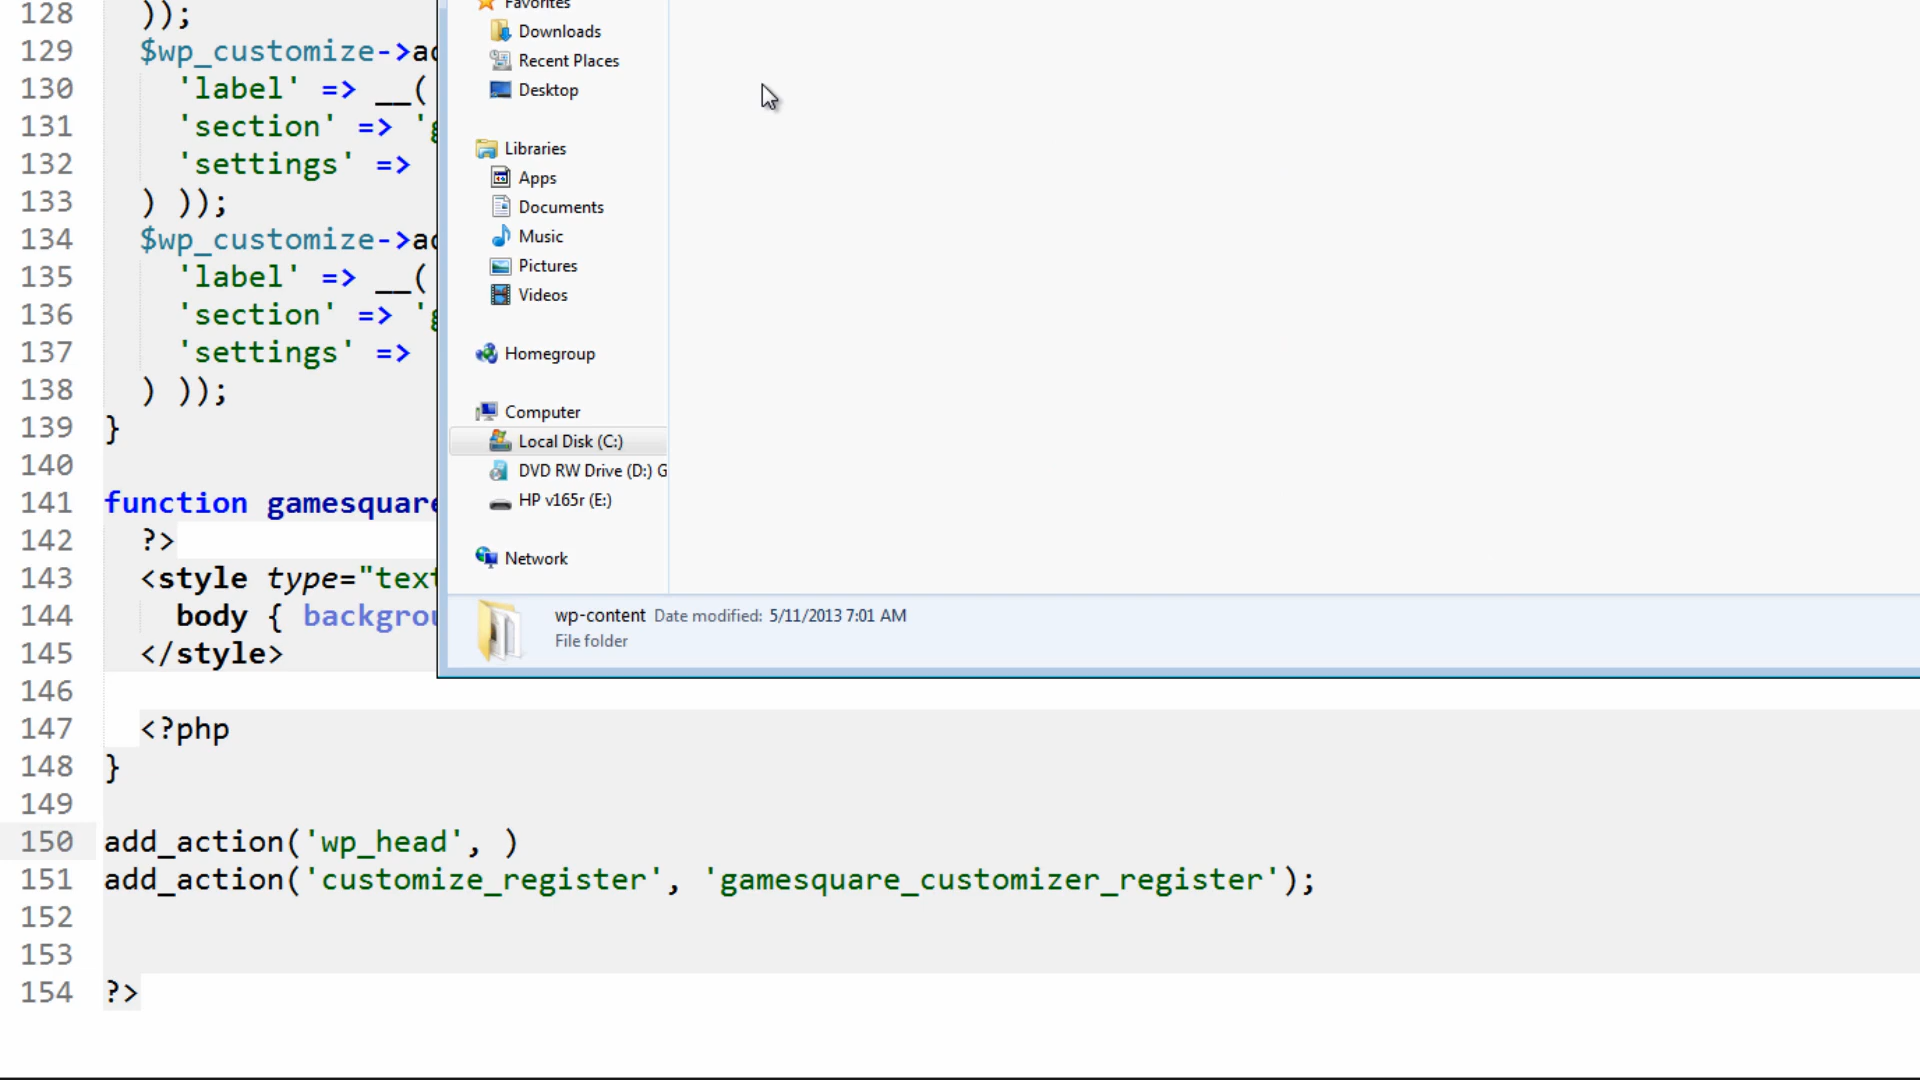 128 ));
129 $wp_customize->ad
130 'label' => __(
131 'section' => 'g
132 'settings' =>
133 ) ));
134 $wp_customize->ad
135 'label' => __(
136 'section' => 'g
137 'settings' =>
138 ) ));
139 }
140
141 function gamesquare
142 ?>
143 <style type="text
144 body { backgrou
145 </style>
146
147 <?php
148 }
149
150 add_action('wp_head', )
151 add_action('customize_register', 'gamesquare_customizer_register');
152
153
154 ?>
Favorites
Downloads
Recent Places
Desktop
Libraries
Apps
Documents
Music
Pictures
Videos
Homegroup
Computer
Local Disk (C:)
DVD RW Drive (D:) G
HP v165r (E:)
Network
wp-content Date modified: 5/11/2013 7:01 AM
File folder